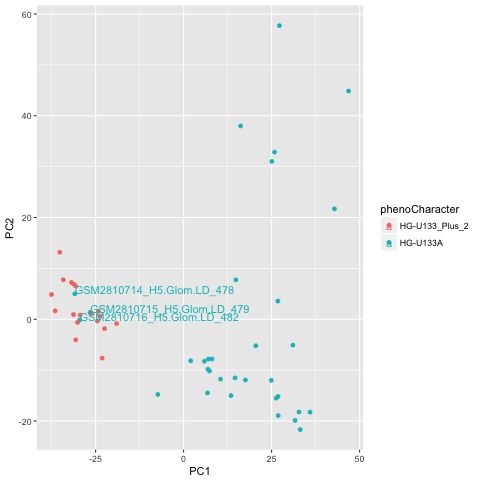 60
40
20
0
-20
PC2
GSM2810714_H5.Glom.LD_478
GSM2810715_H5.Glom.LD_479
GSM2810716_H5.Glom.LD_482
-25
0
25
50
PC1
phenoCharacter
HG-U133_Plus_2
HG-U133A